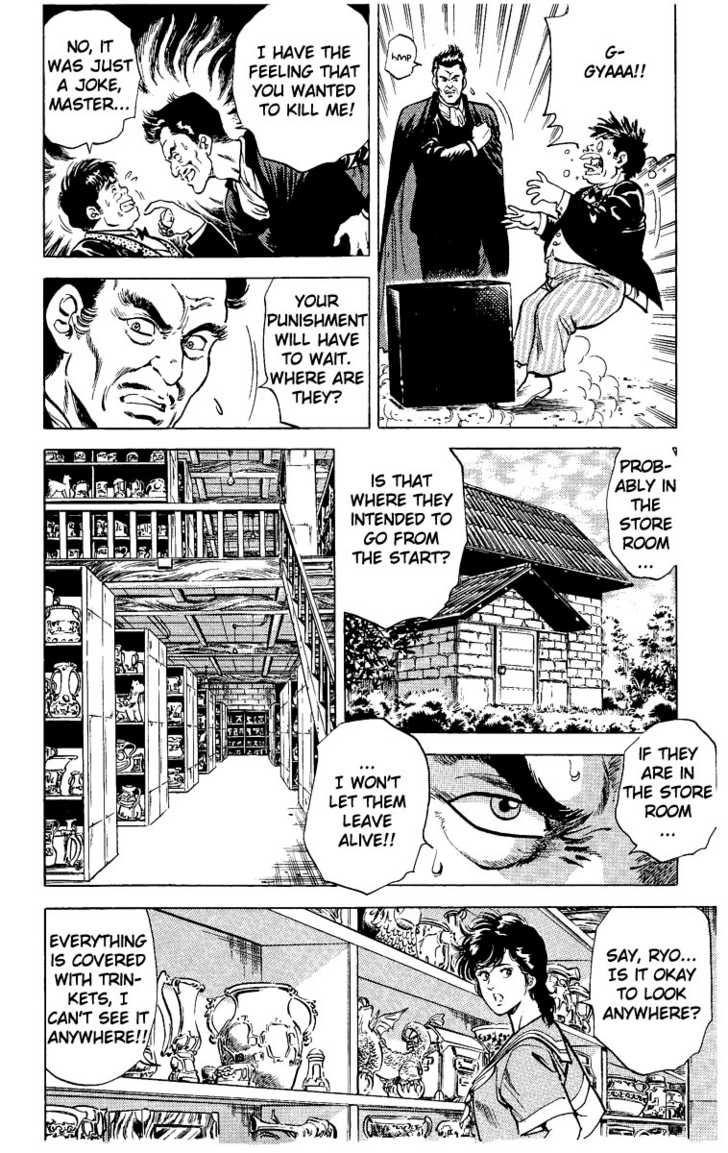 G-
GYAAA!!
HMP
I HAVE THE
FEELING THAT
YOU WANTED
TO KILL ME!
NO, IT
WAS JUST
A JOKE,
MASTER...
YOUR
PUNISHMENT
WILL HAVE
TO WAIT.
WHERE ARE
THEY?
PROB-
ABLY IN
THE
STORE
ROOM
...
IS THAT
WHERE THEY
INTENDED TO
GO FROM
THE START?
IF THEY
ARE IN
THE STORE
ROOM
...
...
I WON'T
LET THEM
LEAVE
ALIVE!!
SAY, RYO...
IS IT OKAY
TO LOOK
ANYWHERE?
EVERYTHING
IS COVERED
WITH TRIN-
KETS, I
CAN'T SEE IT
ANYWHERE!!